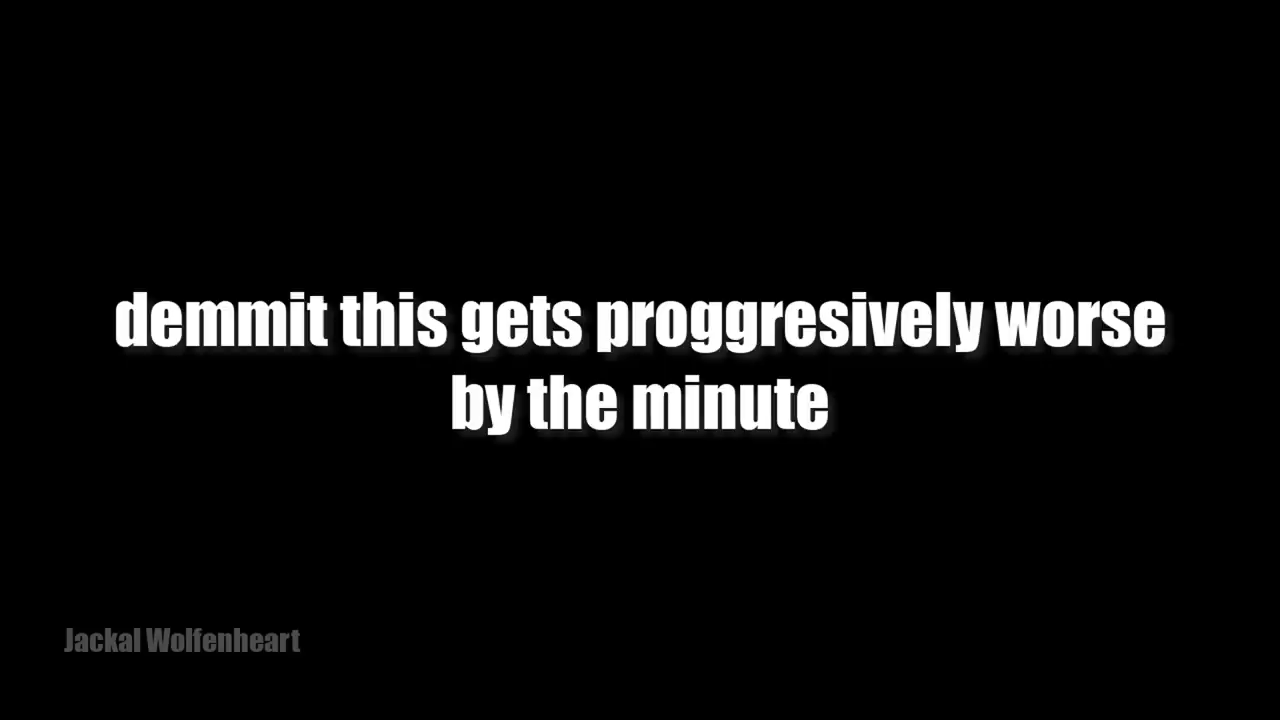 demmit this gets proggresively worse
by the minute
Jackal Wolfenheart